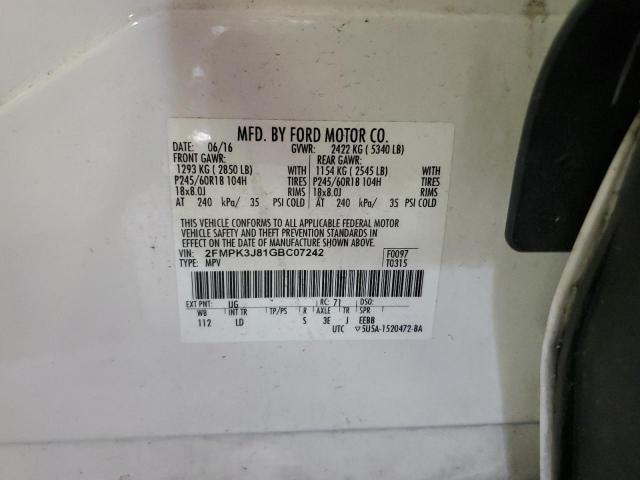 MFD. BY FORD MOTOR CO.
DATE: 06/16 GVWR: 2422 KG ( 5340 LB)
FRONT GAWR: REAR GAWR:
1293 KG ( 2850 LB) WITH 1154 KG ( 2545 LB) WITH
P245/60R18 104H TIRES P245/60R18 104H TIRES
18x8.0J RIMS 18x8.0J RIMS
AT 240 kPa/ 35 PSI COLD AT 240 kPa/ 35 PSI COLD
THIS VEHICLE CONFORMS TO ALL APPLICABLE FEDERAL MOTOR
VEHICLE SAFETY AND THEFT PREVENTION STANDARDS IN
EFFECT ON THE DATE OF MANUFACTURE SHOWN ABOVE.
VIN: 2FMPK3J81GBC07242 F0097
TYPE: MPV T0315
EXT PNT: UG RC: 71 DSO:
WB INT TR TP/PS R AXLE TR SPR
112 LD S 3E J EEBB
UTC ▽5U5A-1520472-BA